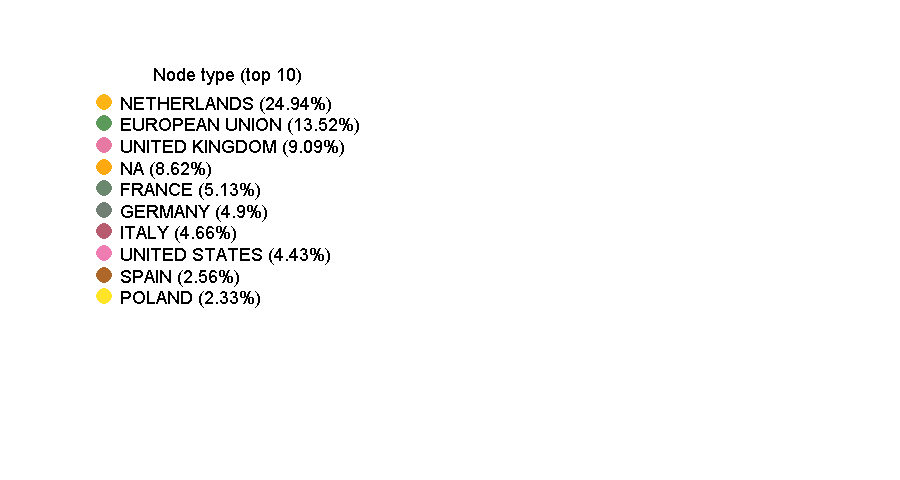 Node type (top 10)
NETHERLANDS (24.94%)
EUROPEAN UNION (13.52%)
UNITED KINGDOM (9.09%)
NA (8.62%)
FRANCE (5.13%)
GERMANY (4.9%)
ITALY (4.66%)
UNITED STATES (4.43%)
SPAIN (2.56%)
POLAND (2.33%)